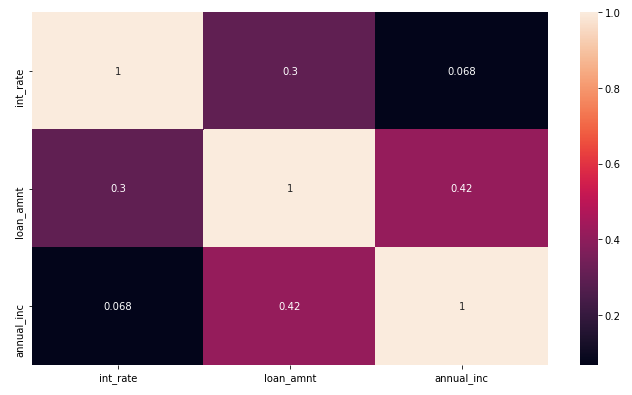 int_rate
loan_amnt
annual_inc
1 0.3 0.068
0.3 1 0.42
0.068 0.42 1
int_rate loan_amnt annual_inc
1.0
0.8
0.6
0.4
0.2